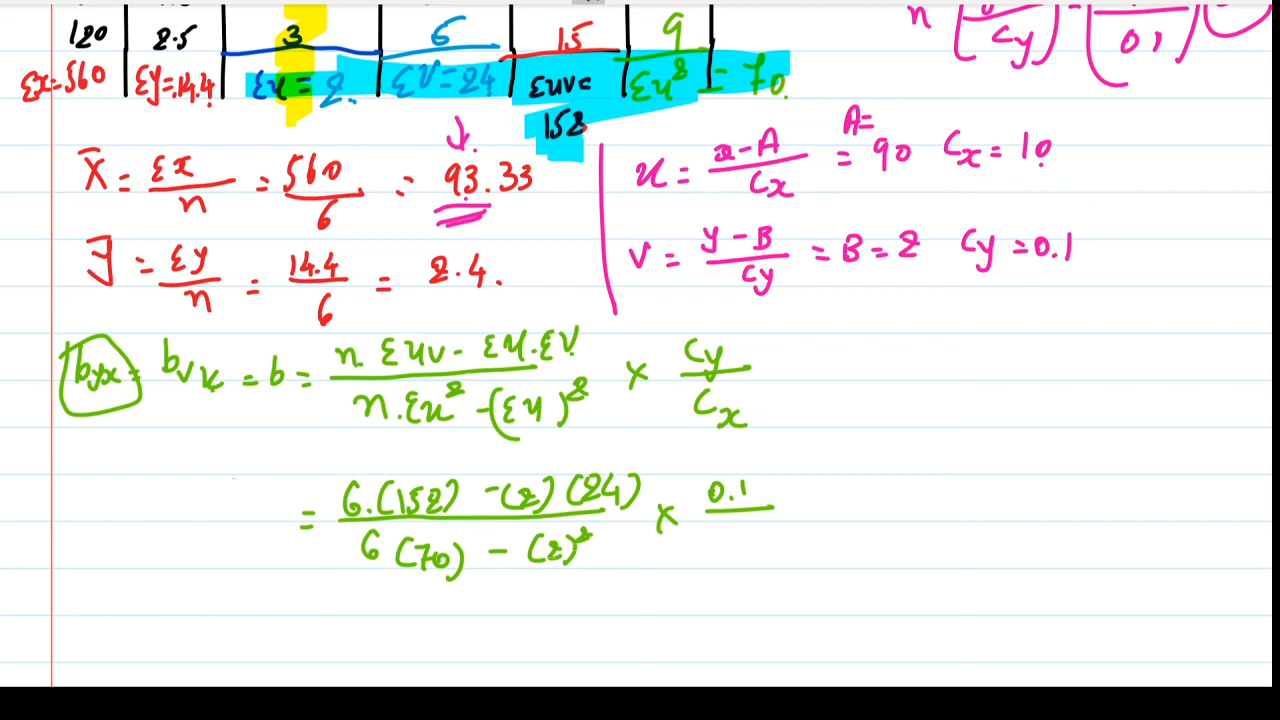 120 2.5 3 6 15 9
Σx=560 Σy=14.4 Σu = 2. ΣV=24 Σuv= Σu² = 70.
152
X̄ = Σx/n = 560/6 = 93.33
ȳ = Σy/n = 14.4/6 = 2.4.
A=
u = x-A/Cx = 90 Cx = 10
v = y-B/Cy = B = 2 Cy = 0.1
byx = bvu = b = n Σuv - Σu.Σv/n.Σu² -(Σu)² × Cy/Cx
= 6.(152) -(2)(24)/6(70) - (2)² × 0.1